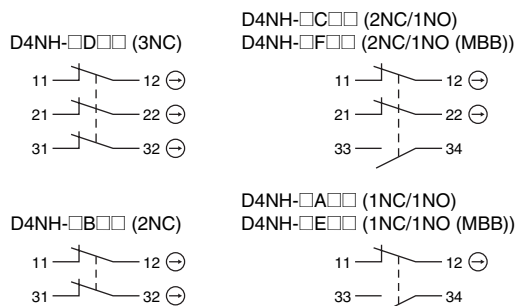 D4NH-□D□□ (3NC)
11 12
21 22
31 32
D4NH-□C□□ (2NC/1NO)
D4NH-□F□□ (2NC/1NO (MBB))
11 12
21 22
33 34
D4NH-□B□□ (2NC)
11 12
31 32
D4NH-□A□□ (1NC/1NO)
D4NH-□E□□ (1NC/1NO (MBB))
11 12
33 34